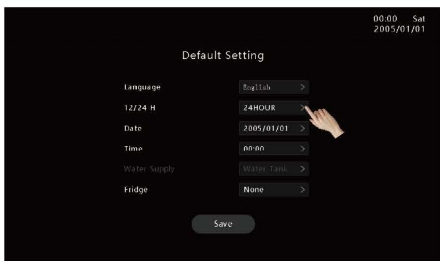 00:00 Sat
2005/01/01
Default Setting
Language English >
12/24 H 24HOUR >
Date 2005/01/01 >
Time 00:00 >
Water Supply Water Tank >
Fridge None >
Save